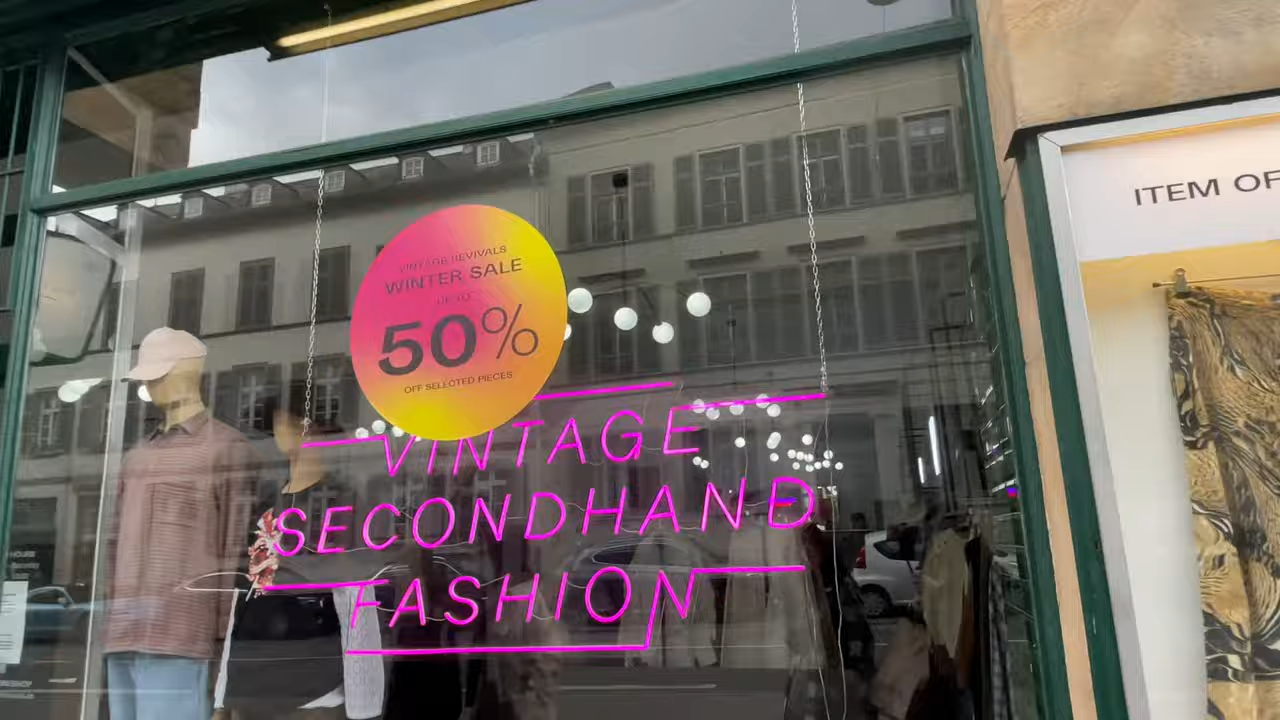 VINTAGE REVIVALS
WINTER SALE
UP TO
50%
OFF SELECTED PIECES
VINTAGE
SECONDHAND
FASHION
ITEM OF